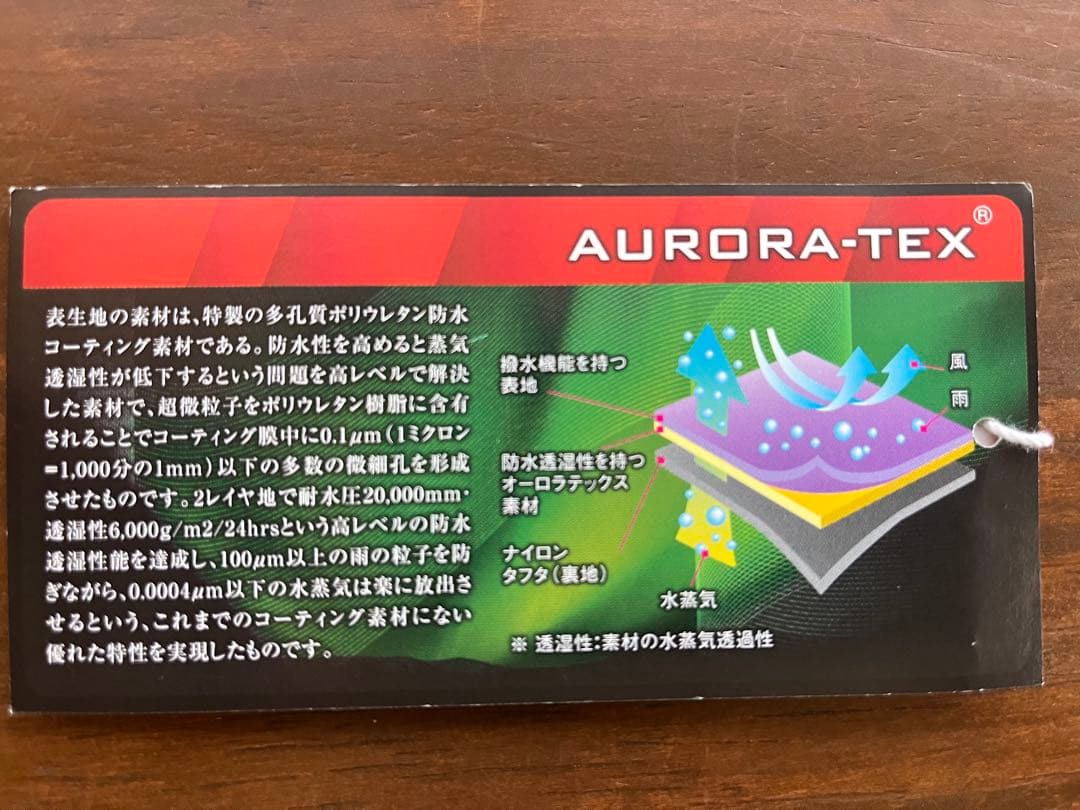 AURORA-TEX®
表生地の素材は、特製の多孔質ポリウレタン防水
コーティング素材である。防水性を高めると蒸気
透湿性が低下するという問題を高レベルで解決
した素材で、超微粒子をポリウレタン樹脂に含有
されることでコーティング膜中に0.1μm(1ミクロン
=1,000分の1mm)以下の多数の微細孔を形成
させたものです。2レイヤ地で耐水圧20,000mm・
透湿性6,000g/m2/24hrsという高レベルの防水
透湿性能を達成し、100μm以上の雨の粒子を防
ぎながら、0.0004μm以下の水蒸気は楽に放出さ
せるという、これまでのコーティング素材にない
優れた特性を実現したものです。
撥水機能を持つ
表地
防水透湿性を持つ
オーロラテックス
素材
ナイロン
タフタ(裏地)
風
雨
水蒸気
※ 透湿性:素材の水蒸気透過性